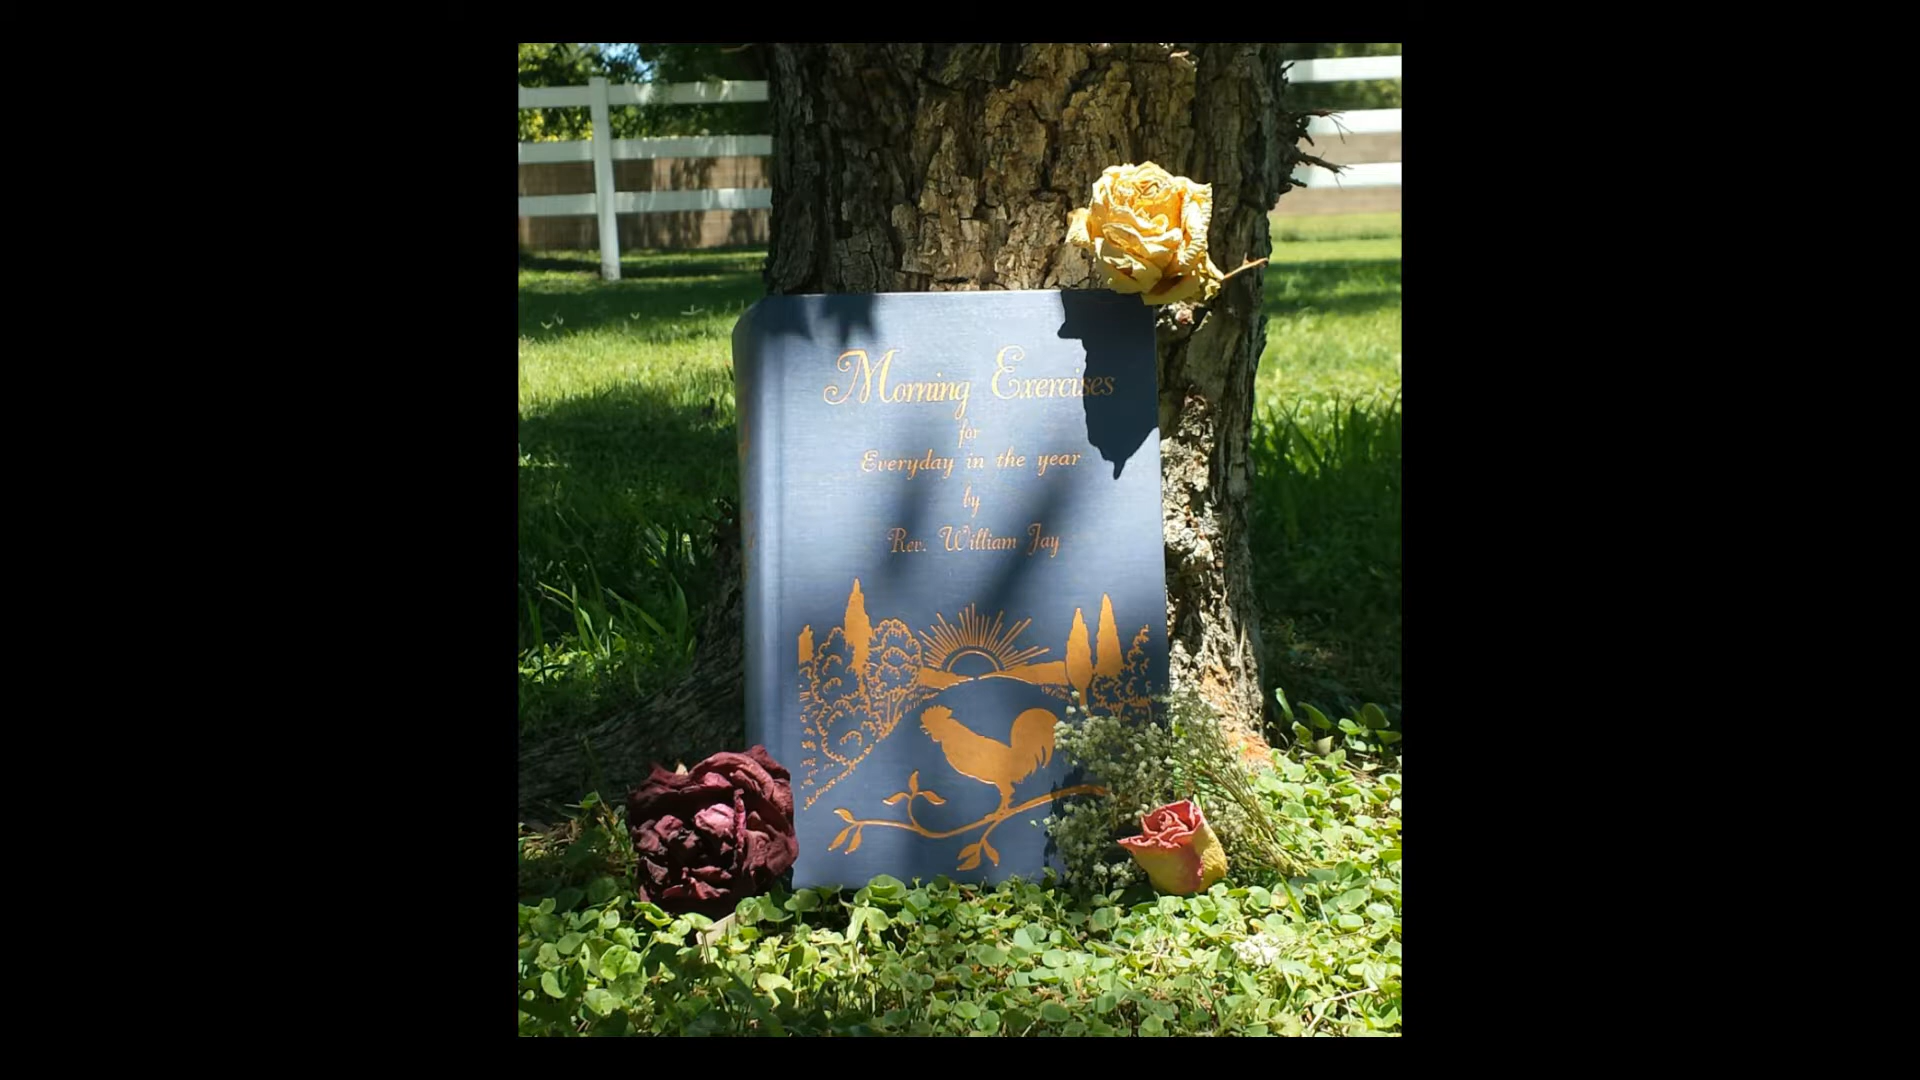 Morning Exercises
for
Everyday in the year
by
Rev. William Jay